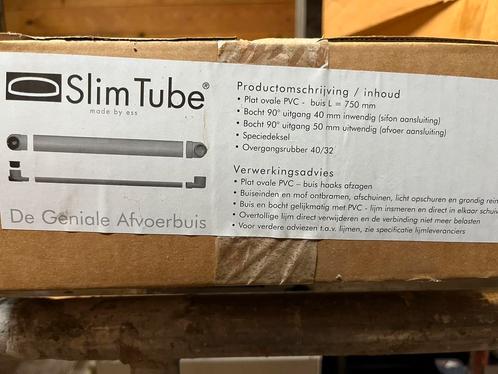 SlimTube®
made by ess
De Geniale Afvoerbuis
Productomschrijving / inhoud
• Plat ovale PVC - buis L = 750 mm
• Bocht 90° uitgang 40 mm inwendig (sifon aansluiting)
• Bocht 90° uitgang 50 mm uitwendig (afvoer aansluiting)
• Speciedeksel
• Overgangsrubber 40/32
Verwerkingsadvies
• Plat ovale PVC – buis haaks afzagen
• Buiseinden en mof ontbramen, afschuinen, licht opschuren en grondig rein
• Buis en bocht gelijkmatig met PVC - lijm insmeren en direct in elkaar schui
• Overtollige lijm direct verwijderen en de verbinding niet meer belasten
• Voor verdere adviezen t.a.v. lijmen, zie specificatie lijmleveranciers